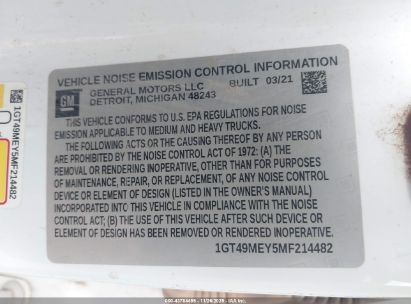 VEHICLE NOISE EMISSION CONTROL INFORMATION
GM
GENERAL MOTORS LLC BUILT 03/21
DETROIT, MICHIGAN 48243
THIS VEHICLE CONFORMS TO U.S. EPA REGULATIONS FOR NOISE
EMISSION APPLICABLE TO MEDIUM AND HEAVY TRUCKS.
THE FOLLOWING ACTS OR THE CAUSING THEREOF BY ANY PERSON
ARE PROHIBITED BY THE NOISE CONTROL ACT OF 1972: (A) THE
REMOVAL OR RENDERING INOPERATIVE, OTHER THAN FOR PURPOSES
OF MAINTENANCE, REPAIR, OR REPLACEMENT, OF ANY NOISE CONTROL
DEVICE OR ELEMENT OF DESIGN (LISTED IN THE OWNER'S MANUAL)
INCORPORATED INTO THIS VEHICLE IN COMPLIANCE WITH THE NOISE
CONTROL ACT; (B) THE USE OF THIS VEHICLE AFTER SUCH DEVICE OR
ELEMENT OF DESIGN HAS BEEN REMOVED OR RENDERED INOPERATIVE.
1GT49MEY5MF214482
1GT49MEY5MF214482